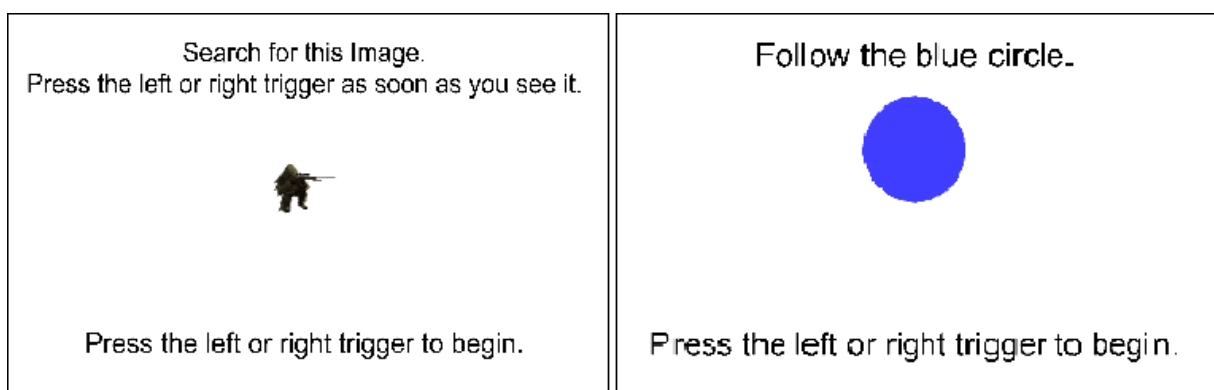 Search for this Image.
Press the left or right trigger as soon as you see it.
Press the left or right trigger to begin.
Follow the blue circle.
Press the left or right trigger to begin.